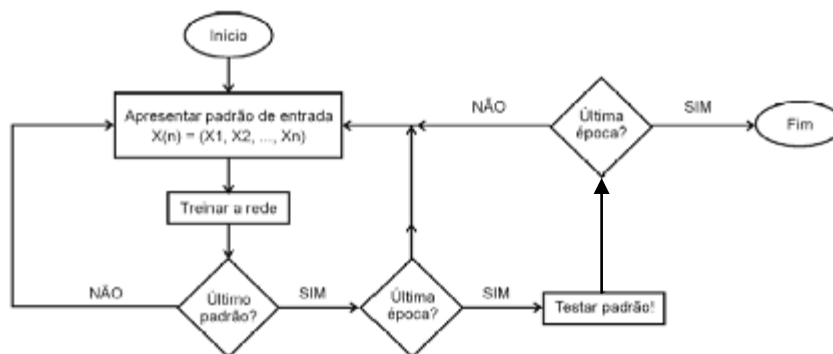 Início
Apresentar padrão de entrada
X(n) = (X1, X2, ..., Xn)
Treinar a rede
Último
padrão?
NÃO
SIM
Última
época?
SIM
Testar padrão!
Última
época?
NÃO
SIM
Fim